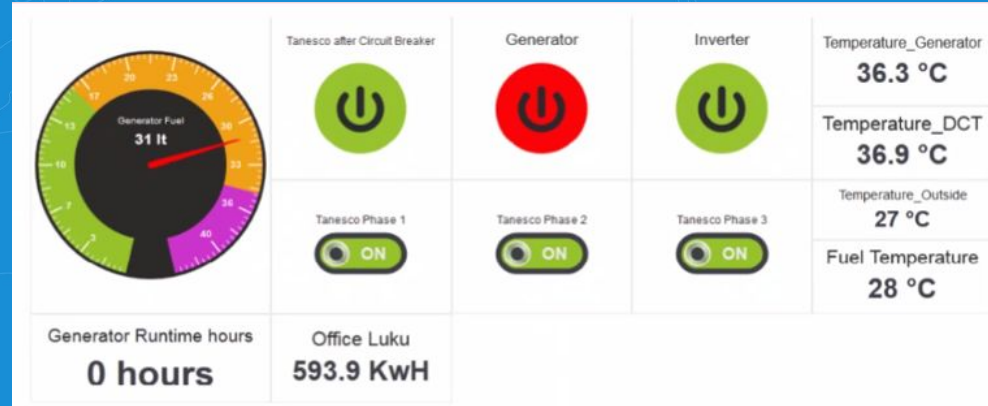 Generator Fuel
31 lt
3
7
10
13
17
20
23
26
30
33
36
40
Tanesco after Circuit Breaker
Generator
Inverter
Tanesco Phase 1
ON
Tanesco Phase 2
ON
Tanesco Phase 3
ON
Temperature_Generator
36.3 °C
Temperature_DCT
36.9 °C
Temperature_Outside
27 °C
Fuel Temperature
28 °C
Generator Runtime hours
0 hours
Office Luku
593.9 KwH